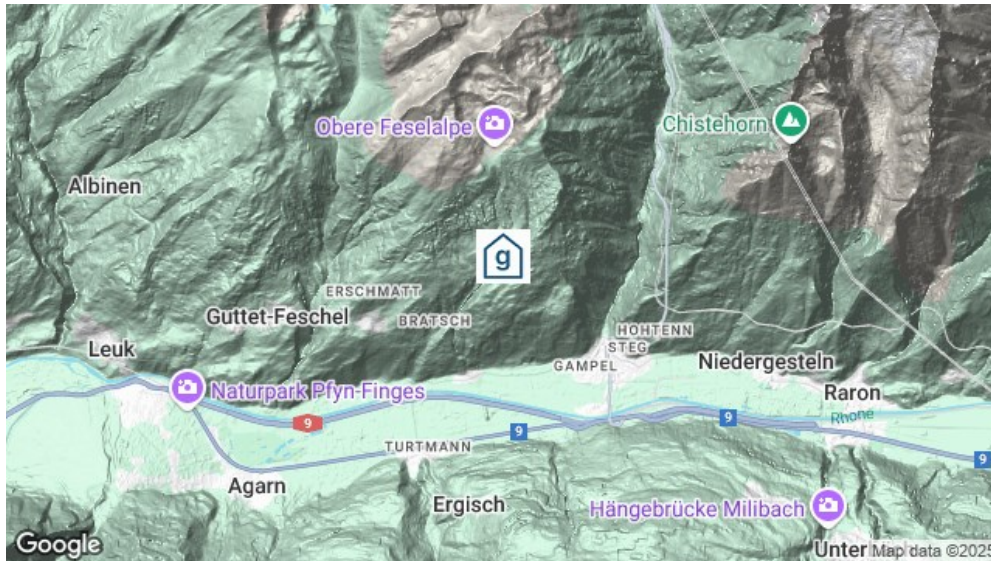 Obere Feselalpe
Chistehorn
Albinen
g
ERSCHMATT
Guttet-Feschel
BRATSCH
HOHTENN
STEG
Leuk
GAMPEL
Niedergesteln
Naturpark Pfyn-Finges
Raron
Rhone
9
9
9
TURTMANN
9
Agarn
Ergisch
Hängebrücke Milibach
Google
Unter
Map data ©2025